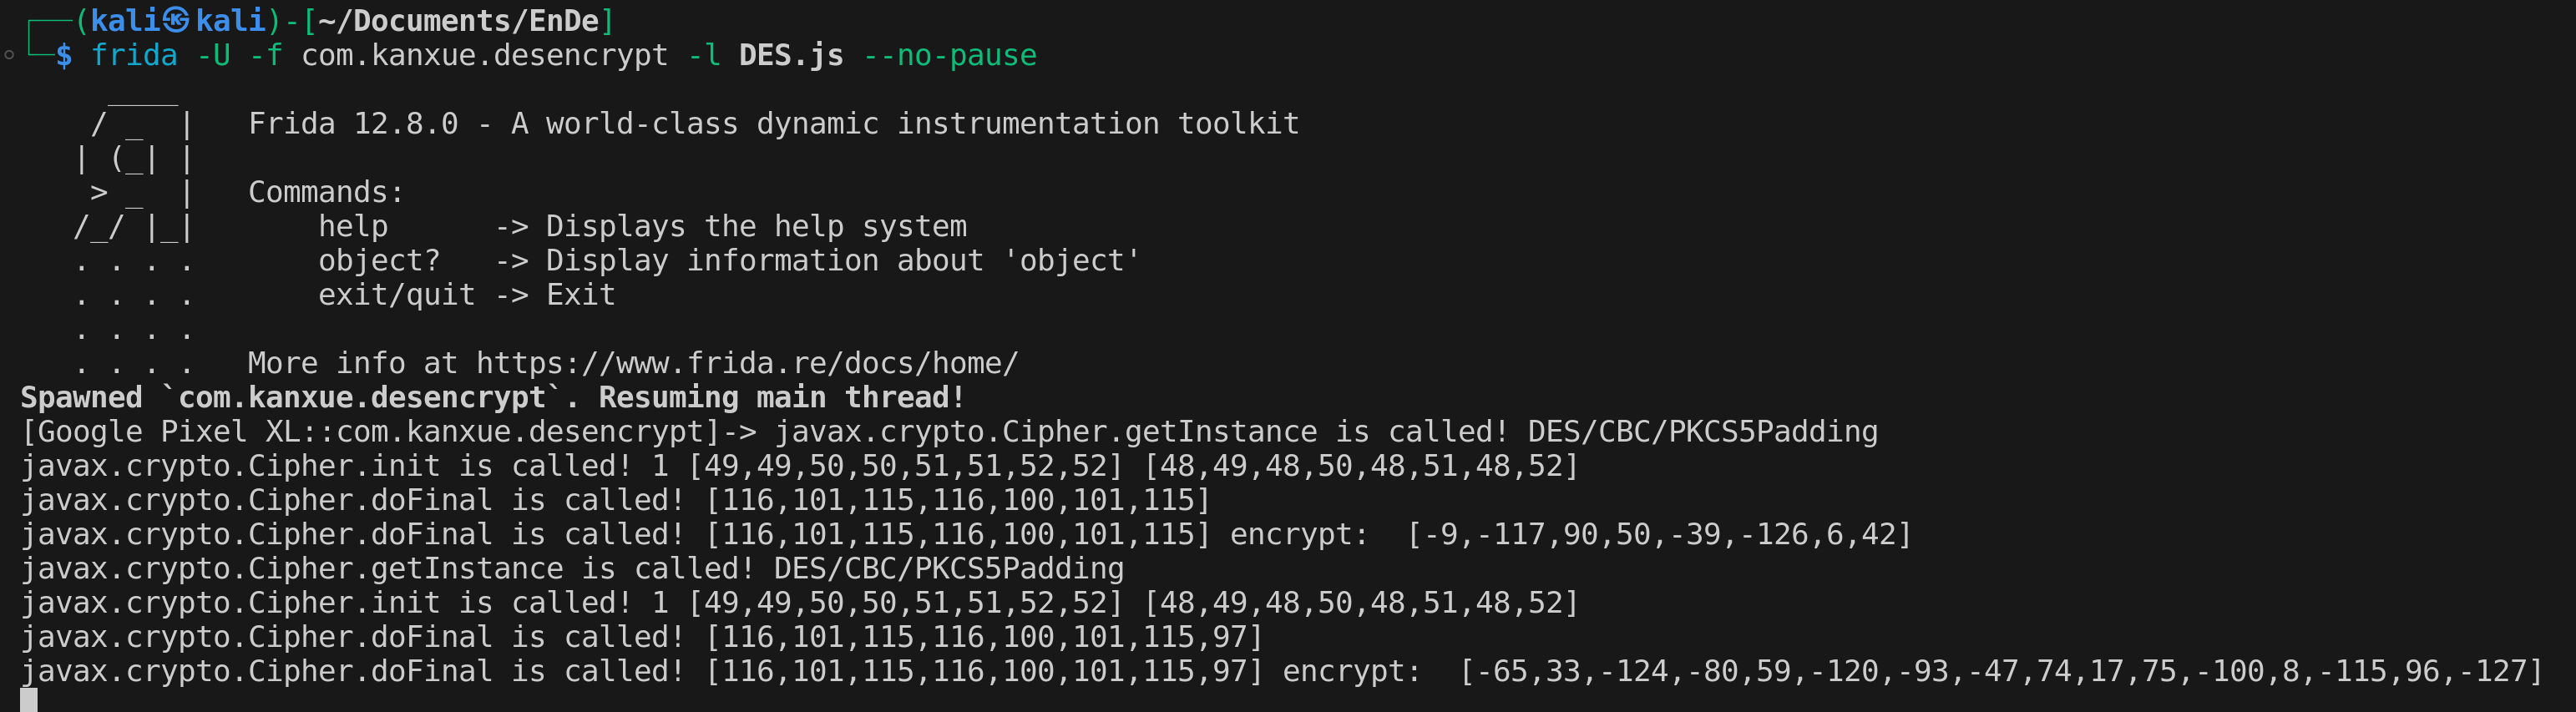 ┌──(kali㉿kali)-[~/Documents/EnDe]
└─$ frida -U -f com.kanxue.desencrypt -l DES.js --no-pause
     ____
    / _  |   Frida 12.8.0 - A world-class dynamic instrumentation toolkit
   | (_| |
    > _  |   Commands:
   /_/ |_|       help      -> Displays the help system
   . . . .       object?   -> Display information about 'object'
   . . . .       exit/quit -> Exit
   . . . .
   . . . .   More info at https://www.frida.re/docs/home/
Spawned `com.kanxue.desencrypt`. Resuming main thread!
[Google Pixel XL::com.kanxue.desencrypt]-> javax.crypto.Cipher.getInstance is called! DES/CBC/PKCS5Padding
javax.crypto.Cipher.init is called! 1 [49,49,50,50,51,51,52,52] [48,49,48,50,48,51,48,52]
javax.crypto.Cipher.doFinal is called! [116,101,115,116,100,101,115]
javax.crypto.Cipher.doFinal is called! [116,101,115,116,100,101,115] encrypt:  [-9,-117,90,50,-39,-126,6,42]
javax.crypto.Cipher.getInstance is called! DES/CBC/PKCS5Padding
javax.crypto.Cipher.init is called! 1 [49,49,50,50,51,51,52,52] [48,49,48,50,48,51,48,52]
javax.crypto.Cipher.doFinal is called! [116,101,115,116,100,101,115,97]
javax.crypto.Cipher.doFinal is called! [116,101,115,116,100,101,115,97] encrypt:  [-65,33,-124,-80,59,-120,-93,-47,74,17,75,-100,8,-115,96,-127]